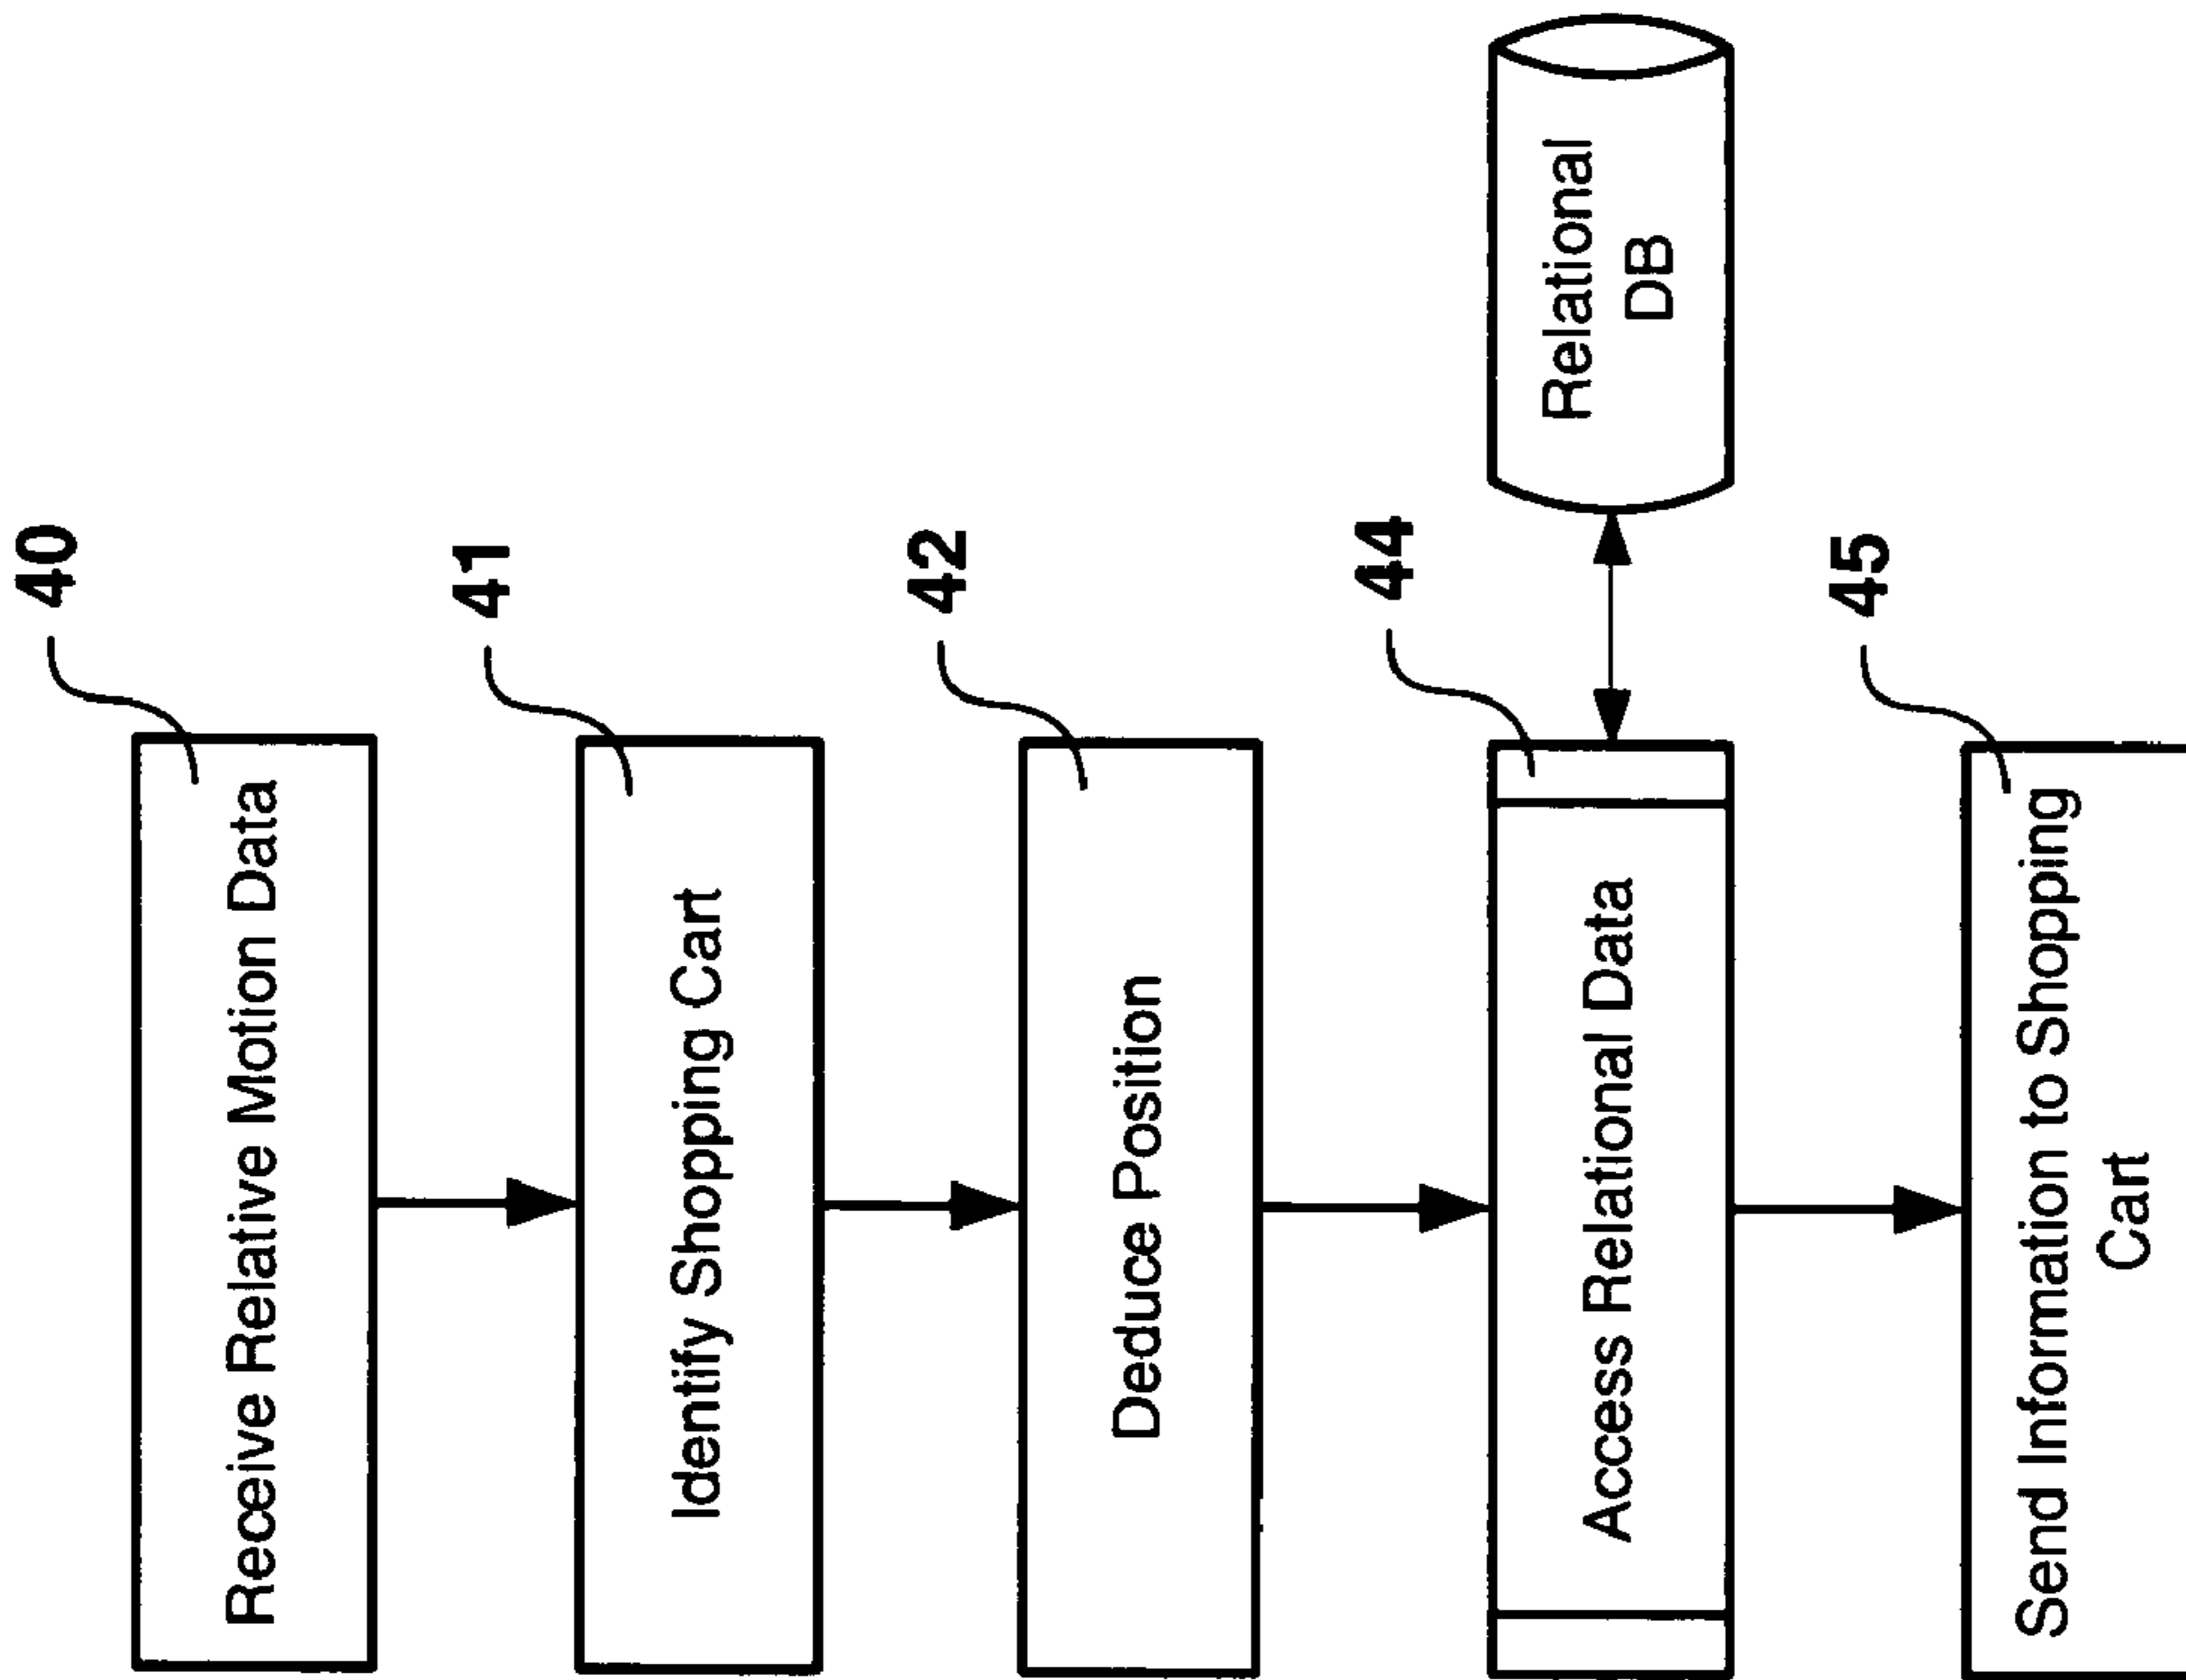 40
Receive Relative Motion Data
41
Identify Shopping Cart
42
Deduce Position
44
Access Relational Data
Relational
DB
45
Send Information to Shopping
Cart